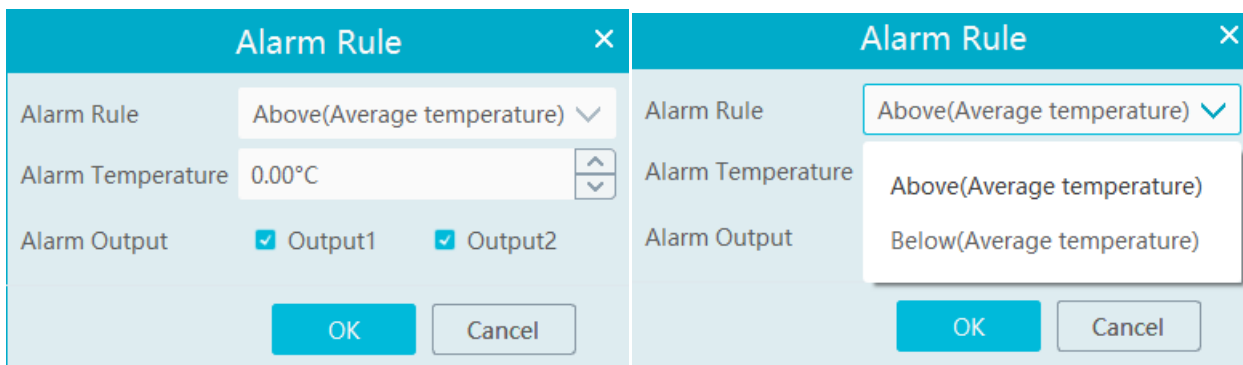 Alarm Rule
Alarm Rule Above(Average temperature)
Alarm Temperature 0.00°C
Alarm Output Output1 Output2
OK Cancel
Alarm Rule
Alarm Rule Above(Average temperature)
Alarm Temperature
Above(Average temperature)
Alarm Output
Below(Average temperature)
OK Cancel